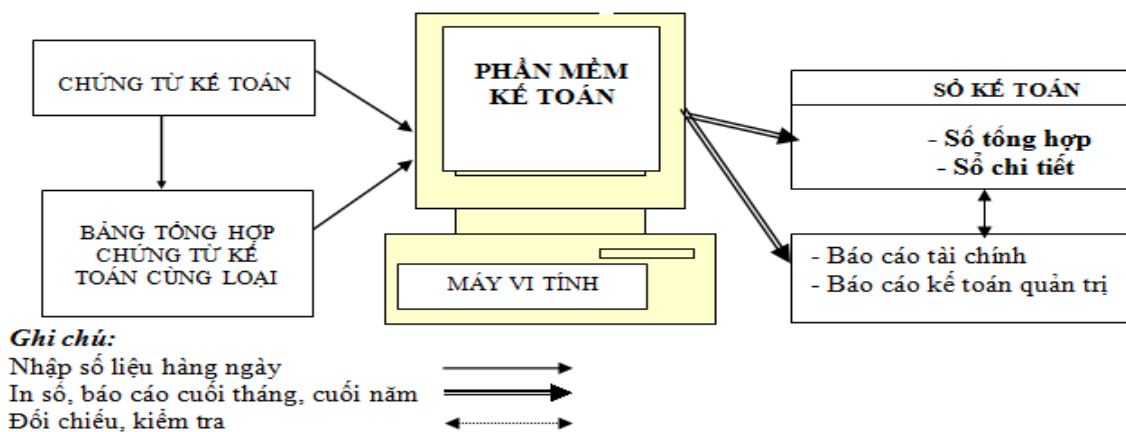 CHỨNG TỪ KẾ TOÁN
BẢNG TỔNG HỢP
CHỨNG TỪ KẾ
TOÁN CÙNG LOẠI
PHẦN MỀM
KẾ TOÁN
MÁY VI TÍNH
SỔ KẾ TOÁN
- Số tổng hợp
- Sổ chi tiết
- Báo cáo tài chính
- Báo cáo kế toán quản trị
Ghi chú:
Nhập số liệu hàng ngày
In sổ, báo cáo cuối tháng, cuối năm
Đối chiếu, kiểm tra